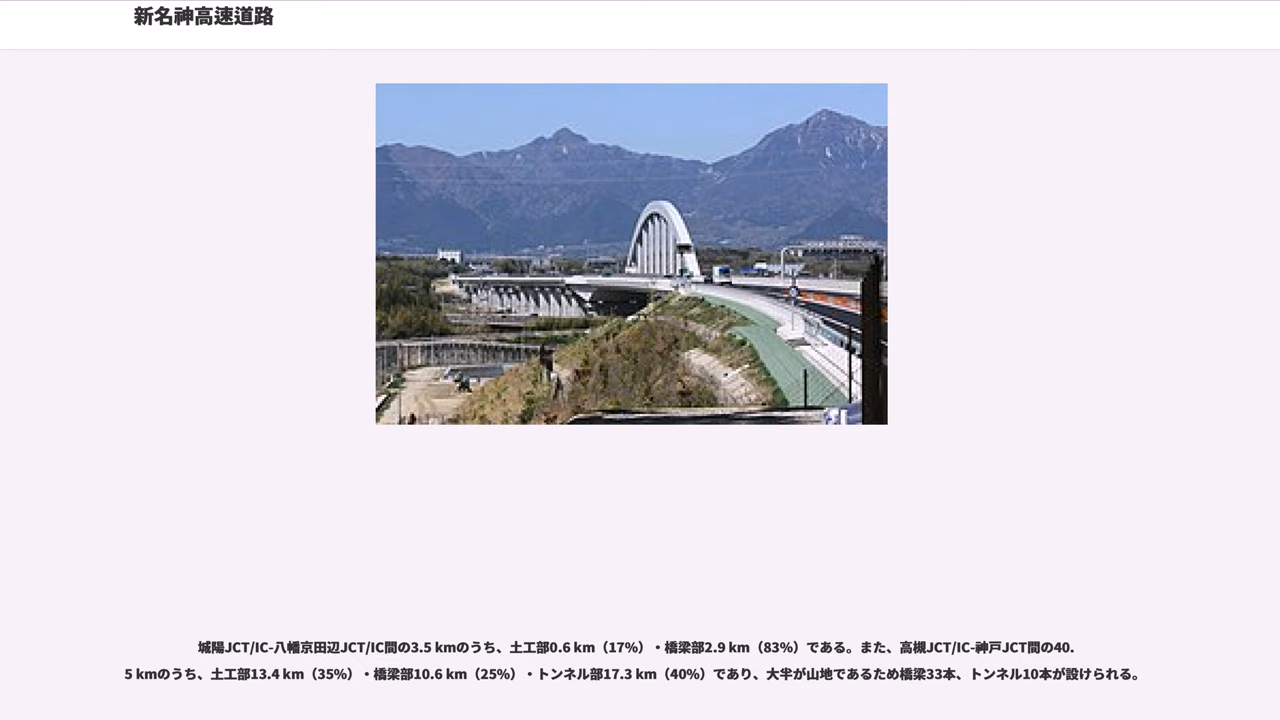 新名神高速道路
城陽JCT/IC-八幡京田辺JCT/IC間の3.5 kmのうち、土工部0.6 km（17%）・橋梁部2.9 km（83%）である。また、高槻JCT/IC-神戸JCT間の40.
5 kmのうち、土工部13.4 km（35%）・橋梁部10.6 km（25%）・トンネル部17.3 km（40%）であり、大半が山地であるため橋梁33本、トンネル10本が設けられる。